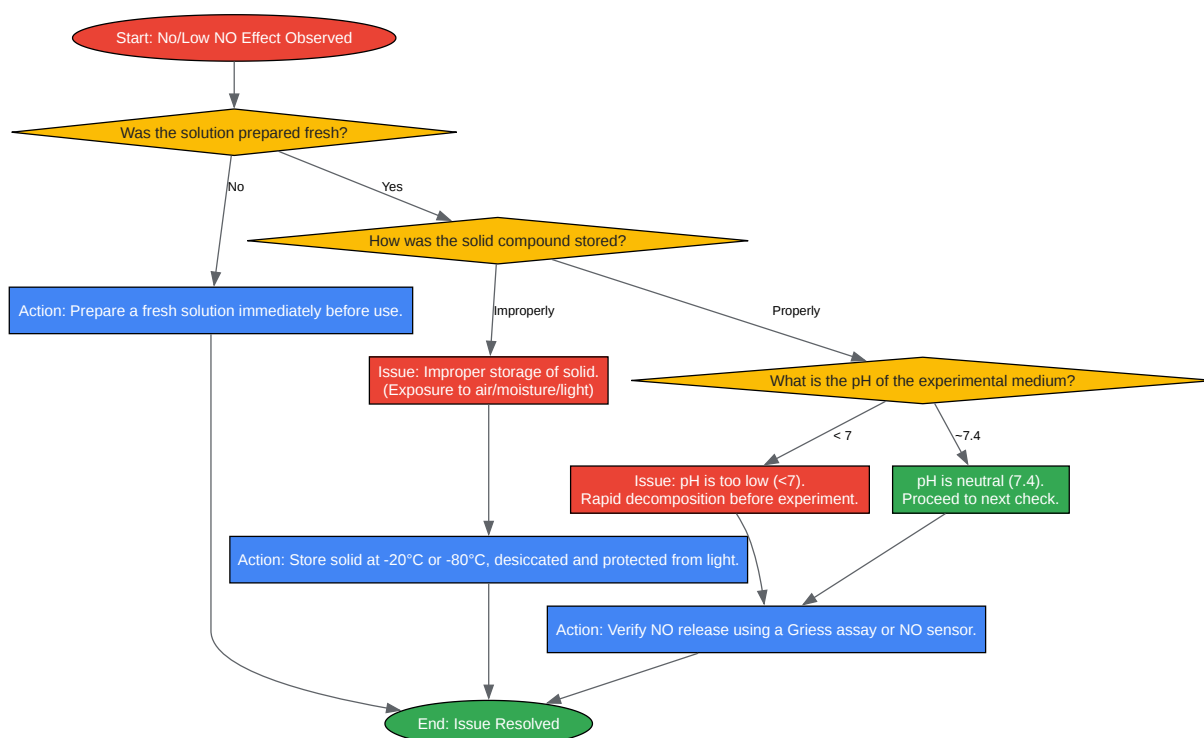 Start: No/Low NO Effect Observed
Was the solution prepared fresh?
No
Yes
How was the solid compound stored?
Action: Prepare a fresh solution immediately before use.
Improperly
Properly
Issue: Improper storage of solid.
(Exposure to air/moisture/light)
What is the pH of the experimental medium?
< 7
~7.4
Issue: pH is too low (<7).
Rapid decomposition before experiment.
pH is neutral (7.4).
Proceed to next check.
Action: Store solid at -20°C or -80°C, desiccated and protected from light.
Action: Verify NO release using a Griess assay or NO sensor.
End: Issue Resolved